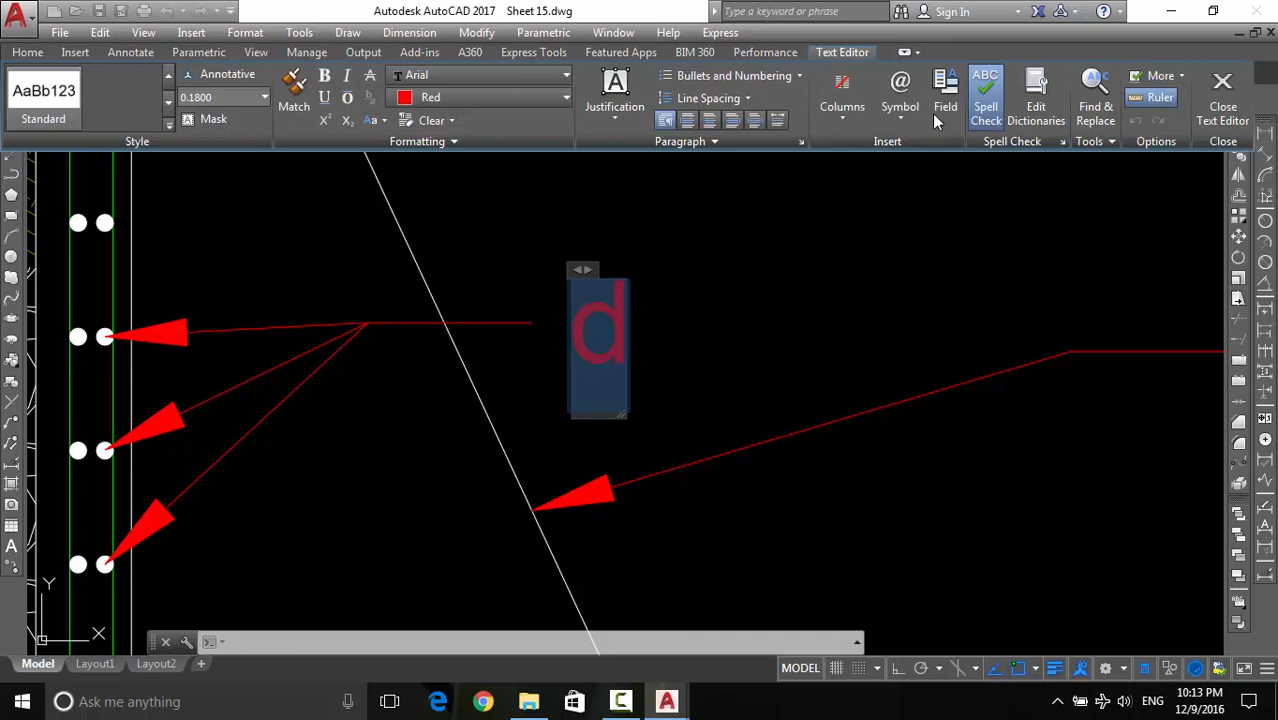 Autodesk AutoCAD 2017 Sheet 15.dwg
Type a keyword or phrase
Sign In
File Edit View Insert Format Tools Draw Dimension Modify Parametric Window Help Express
Home Insert Annotate Parametric View Manage Output Add-ins A360 Express Tools Featured Apps BIM 360 Performance Text Editor
AaBb123
Standard
Annotative
0.1800
Mask
Style
Match
Arial
Red
Clear
Formatting
Justification
Bullets and Numbering
Line Spacing
Paragraph
Columns
Symbol
Field
Insert
ABC
Spell
Check
Edit
Dictionaries
Spell Check
Find &
Replace
Tools
More
Ruler
Options
Close
Text Editor
Close
d
Y
X
Model Layout1 Layout2
MODEL
Ask me anything
ENG
10:13 PM
12/9/2016